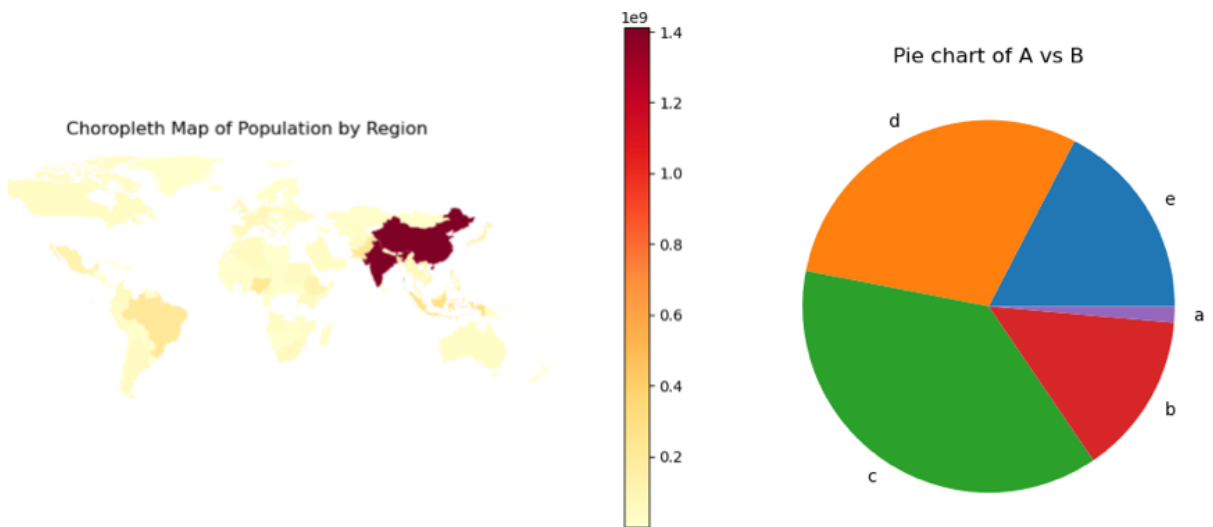 Choropleth Map of Population by Region
1e9
1.4
1.2
1.0
0.8
0.6
0.4
0.2
Pie chart of A vs B
d
e
a
b
c